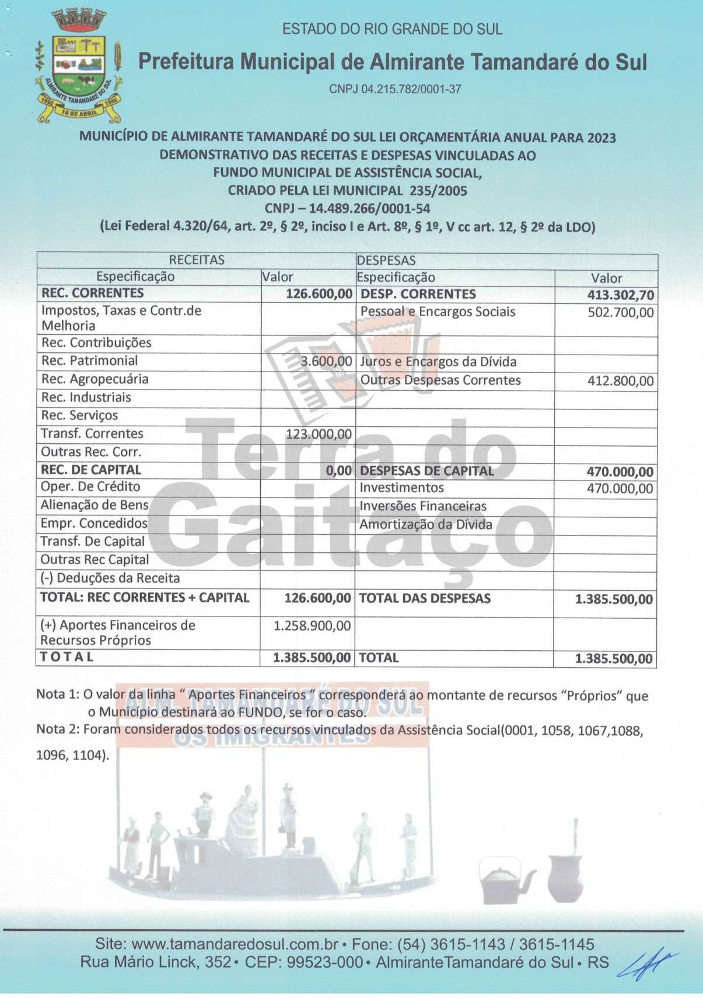 ESTADO DO RIO GRANDE DO SUL
Prefeitura Municipal de Almirante Tamandaré do Sul
CNPJ 04.215.782/0001-37
ALMIRANTE TAMANDARÉ DO SUL
1996 16 DE ABRIL 1996
MUNICÍPIO DE ALMIRANTE TAMANDARÉ DO SUL LEI ORÇAMENTÁRIA ANUAL PARA 2023
DEMONSTRATIVO DAS RECEITAS E DESPESAS VINCULADAS AO
FUNDO MUNICIPAL DE ASSISTÊNCIA SOCIAL,
CRIADO PELA LEI MUNICIPAL 235/2005
CNPJ – 14.489.266/0001-54
(Lei Federal 4.320/64, art. 2º, § 2º, inciso I e Art. 8º, § 1º, V cc art. 12, § 2º da LDO)
RECEITAS DESPESAS
Especificação Valor Especificação Valor
REC. CORRENTES 126.600,00 DESP. CORRENTES 413.302,70
Impostos, Taxas e Contr.de Pessoal e Encargos Sociais 502.700,00
Melhoria
Rec. Contribuições
Rec. Patrimonial 3.600,00 Juros e Encargos da Dívida
Rec. Agropecuária Outras Despesas Correntes 412.800,00
Rec. Industriais
Rec. Serviços
Transf. Correntes 123.000,00
Outras Rec. Corr.
REC. DE CAPITAL 0,00 DESPESAS DE CAPITAL 470.000,00
Oper. De Crédito Investimentos 470.000,00
Alienação de Bens Inversões Financeiras
Empr. Concedidos Amortização da Dívida
Transf. De Capital
Outras Rec Capital
(-) Deduções da Receita
TOTAL: REC CORRENTES + CAPITAL 126.600,00 TOTAL DAS DESPESAS 1.385.500,00
(+) Aportes Financeiros de 1.258.900,00
Recursos Próprios
T O T A L 1.385.500,00 TOTAL 1.385.500,00
Terra do
Gaitaço
Nota 1: O valor da linha “ Aportes Financeiros “ corresponderá ao montante de recursos “Próprios” que
o Município destinará ao FUNDO, se for o caso.
Nota 2: Foram considerados todos os recursos vinculados da Assistência Social(0001, 1058, 1067,1088,
1096, 1104).
ALM. TAMANDARÉ DO SUL
OS IMIGRANTES
Site: www.tamandaredosul.com.br • Fone: (54) 3615-1143 / 3615-1145
Rua Mário Linck, 352 • CEP: 99523-000 • Almirante Tamandaré do Sul • RS